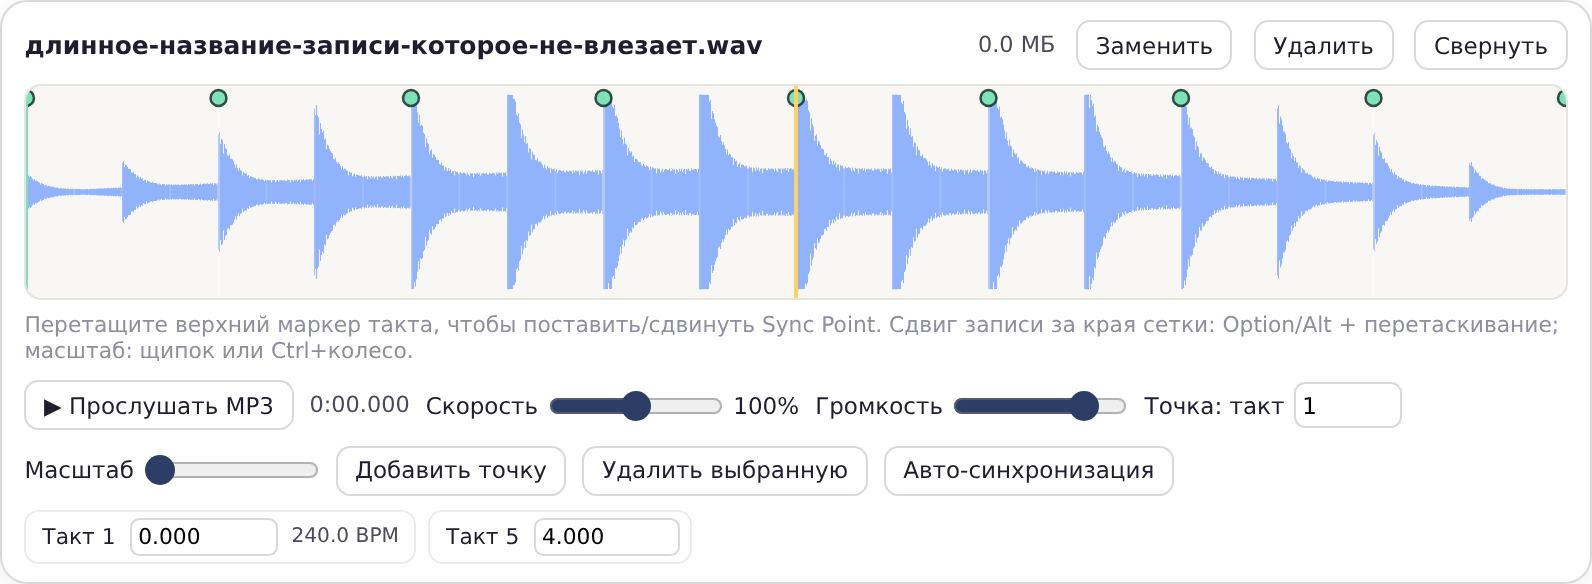 длинное-название-записи-которое-не-влезает.wav 0.0 МБ Заменить Удалить Свернуть
Перетащите верхний маркер такта, чтобы поставить/сдвинуть Sync Point. Сдвиг записи за края сетки: Option/Alt + перетаскивание;
масштаб: щипок или Ctrl+колесо.
▶ Прослушать MP3 0:00.000 Скорость 100% Громкость Точка: такт 1
Масштаб Добавить точку Удалить выбранную Авто-синхронизация
Такт 1 0.000 240.0 BPM Такт 5 4.000